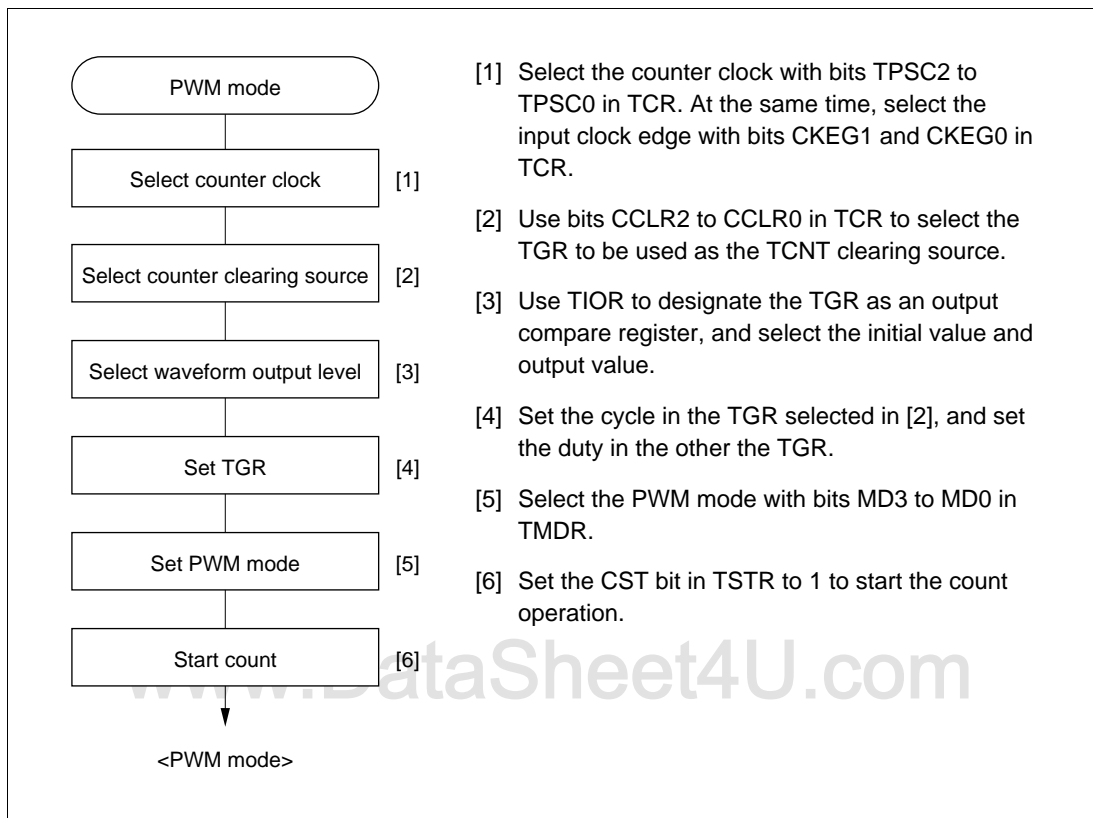 PWM mode
Select counter clock [1]
Select counter clearing source [2]
Select waveform output level [3]
Set TGR [4]
Set PWM mode [5]
Start count [6]
<PWM mode>
[1] Select the counter clock with bits TPSC2 to
TPSC0 in TCR. At the same time, select the
input clock edge with bits CKEG1 and CKEG0 in
TCR.
[2] Use bits CCLR2 to CCLR0 in TCR to select the
TGR to be used as the TCNT clearing source.
[3] Use TIOR to designate the TGR as an output
compare register, and select the initial value and
output value.
[4] Set the cycle in the TGR selected in [2], and set
the duty in the other the TGR.
[5] Select the PWM mode with bits MD3 to MD0 in
TMDR.
[6] Set the CST bit in TSTR to 1 to start the count
operation.
www.DataSheet4U.com